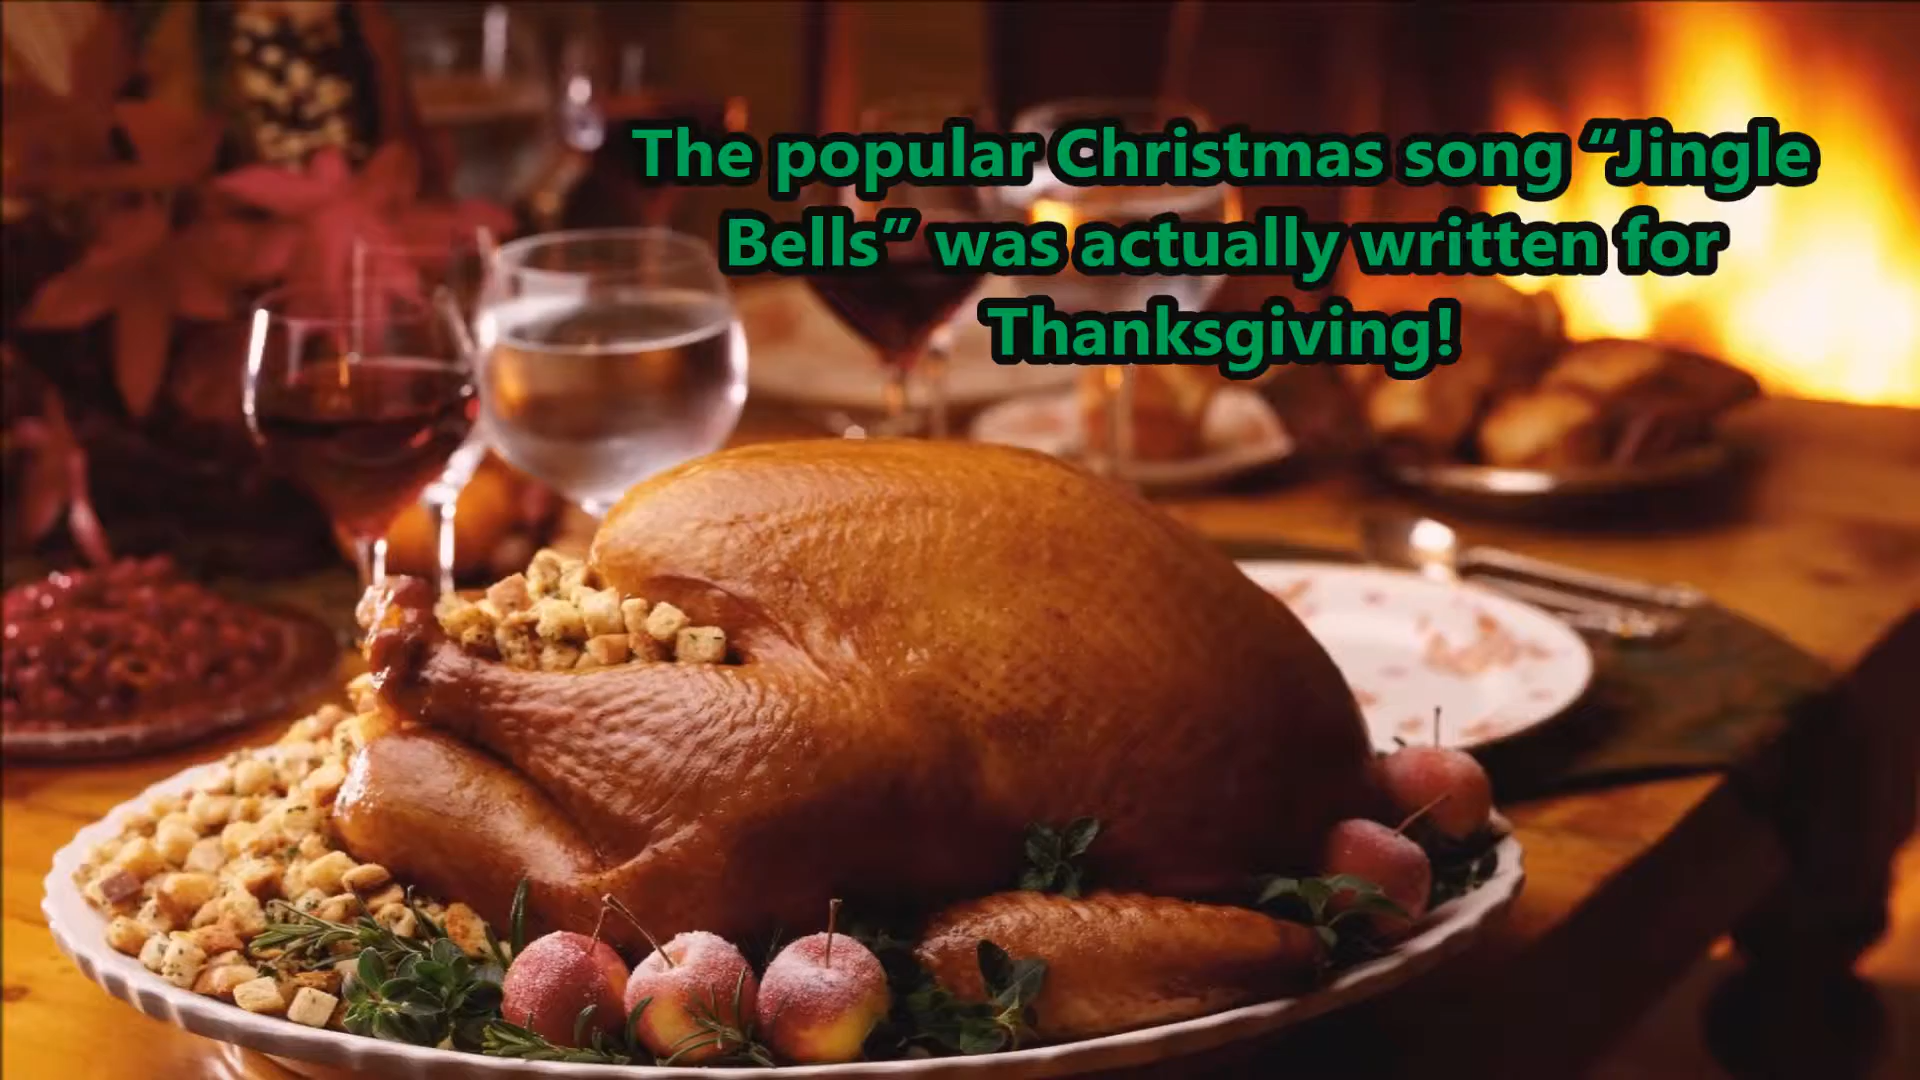 The popular Christmas song “Jingle
Bells” was actually written for
Thanksgiving!